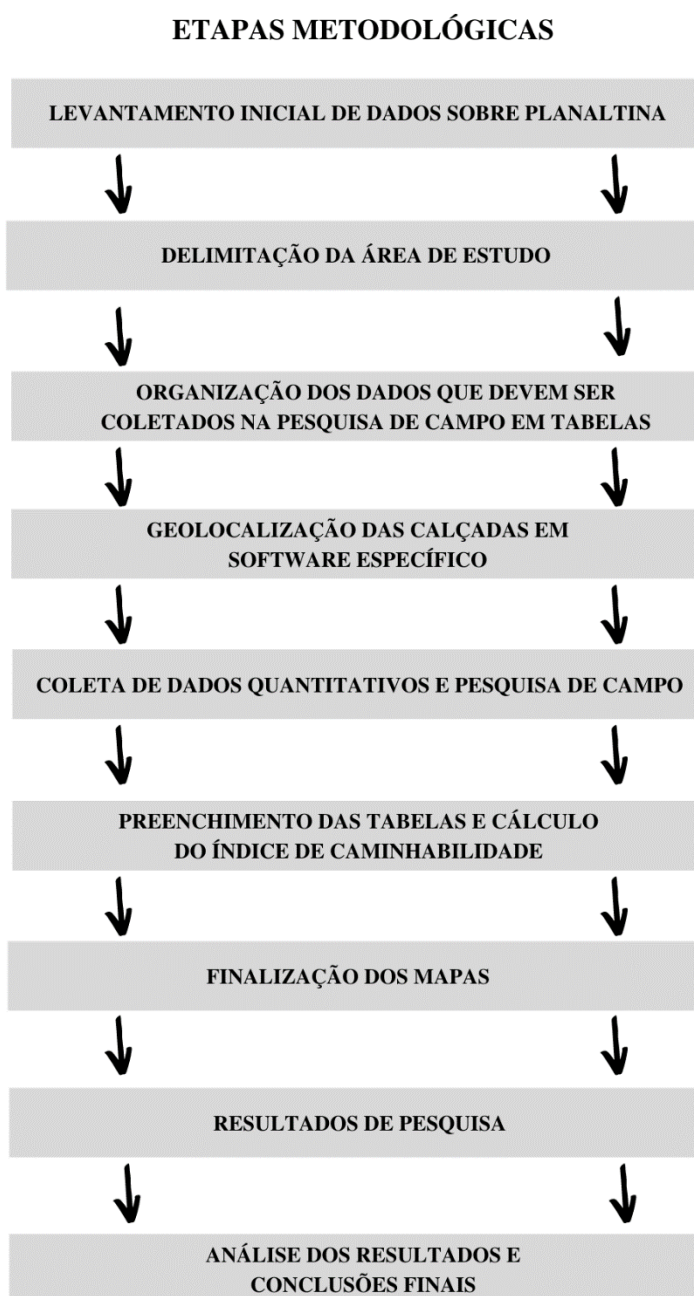 ETAPAS METODOLÓGICAS
LEVANTAMENTO INICIAL DE DADOS SOBRE PLANALTINA
DELIMITAÇÃO DA ÁREA DE ESTUDO
ORGANIZAÇÃO DOS DADOS QUE DEVEM SER
COLETADOS NA PESQUISA DE CAMPO EM TABELAS
GEOLOCALIZAÇÃO DAS CALÇADAS EM
SOFTWARE ESPECÍFICO
COLETA DE DADOS QUANTITATIVOS E PESQUISA DE CAMPO
PREENCHIMENTO DAS TABELAS E CÁLCULO
DO ÍNDICE DE CAMINHABILIDADE
FINALIZAÇÃO DOS MAPAS
RESULTADOS DE PESQUISA
ANÁLISE DOS RESULTADOS E
CONCLUSÕES FINAIS